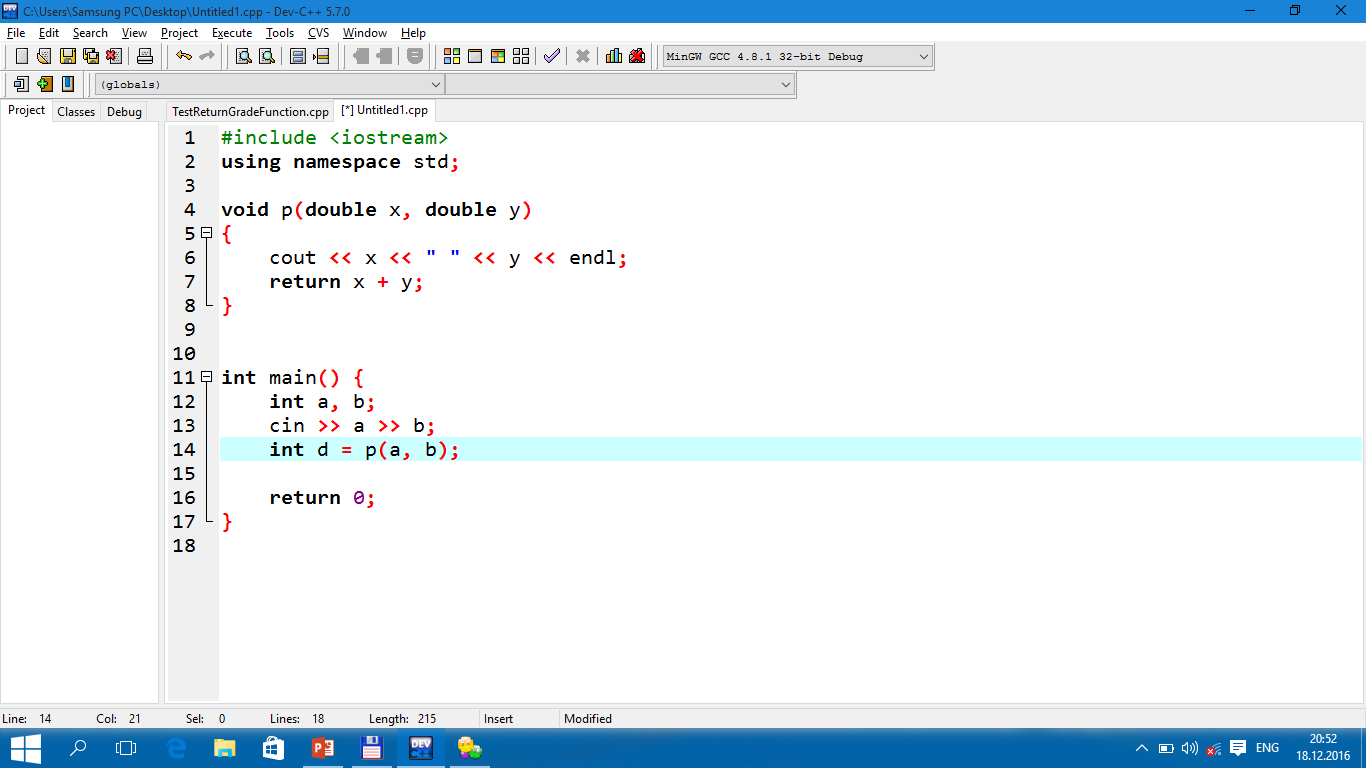 C:\Users\Samsung PC\Desktop\Untitled1.cpp - Dev-C++ 5.7.0
File Edit Search View Project Execute Tools CVS Window Help
MinGW GCC 4.8.1 32-bit Debug
(globals)
Project Classes Debug TestReturnGradeFunction.cpp [*] Untitled1.cpp
1 #include <iostream>
2 using namespace std;
3
4 void p(double x, double y)
5 {
6 cout << x << " " << y << endl;
7 return x + y;
8 }
9
10
11 int main() {
12 int a, b;
13 cin >> a >> b;
14 int d = p(a, b);
15
16 return 0;
17 }
18
Line: 14 Col: 21 Sel: 0 Lines: 18 Length: 215 Insert Modified
DEV C++ ENG 20:52
18.12.2016